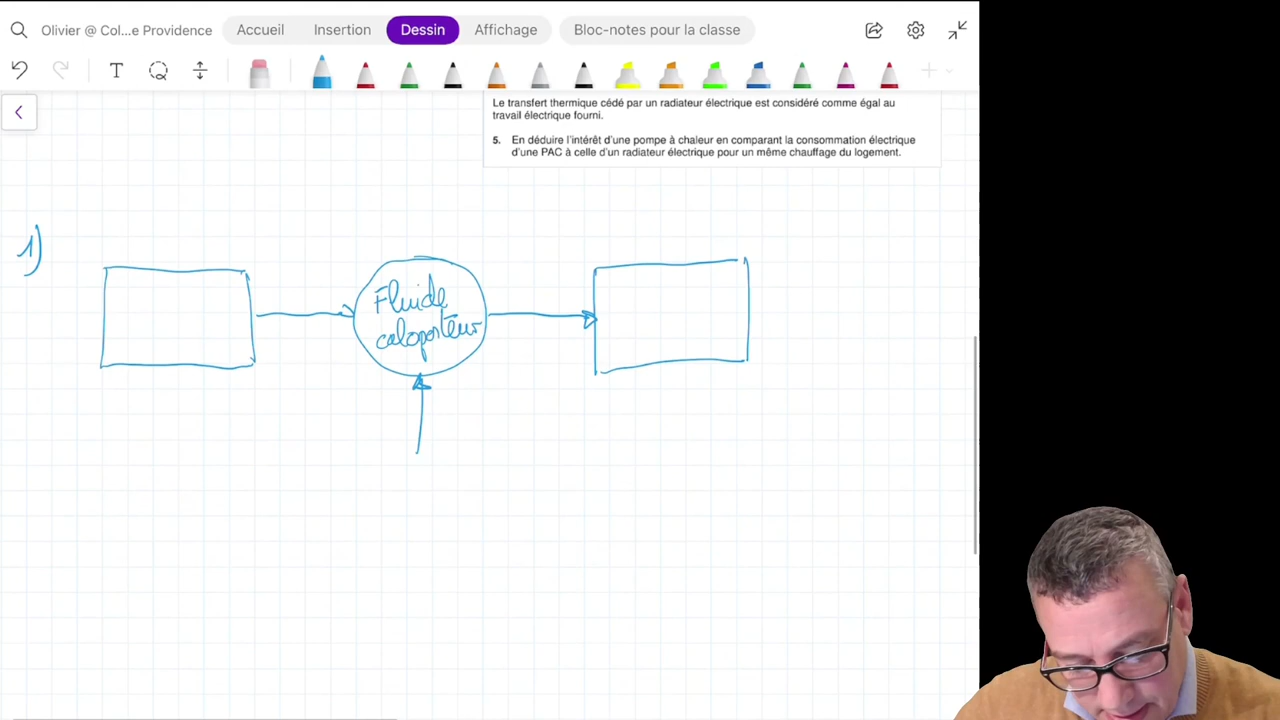 Olivier @ Col...e Providence
Accueil
Insertion
Dessin
Affichage
Bloc-notes pour la classe
T
Le transfert thermique cédé par un radiateur électrique est considéré comme égal au
travail électrique fourni.
5. En déduire l'intérêt d'une pompe à chaleur en comparant la consommation électrique
d'une PAC à celle d'un radiateur électrique pour un même chauffage du logement.
1)
Fluide
caloporteur